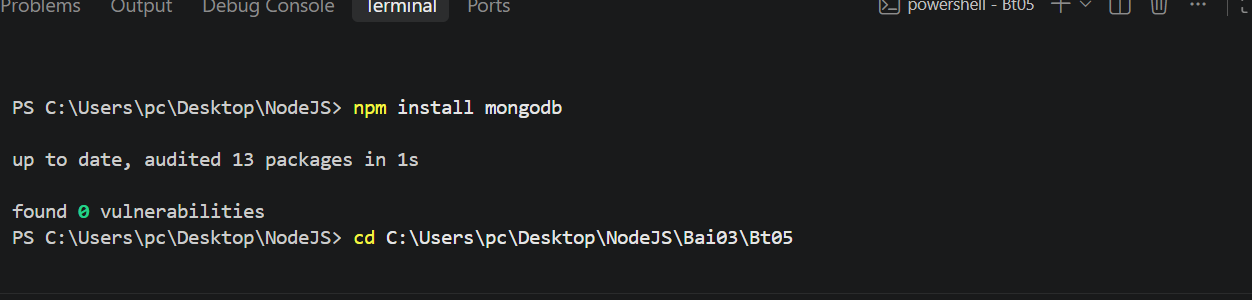 Problems Output Debug Console Terminal Ports powershell - Bt05
PS C:\Users\pc\Desktop\NodeJS> npm install mongodb
up to date, audited 13 packages in 1s
found 0 vulnerabilities
PS C:\Users\pc\Desktop\NodeJS> cd C:\Users\pc\Desktop\NodeJS\Bai03\Bt05